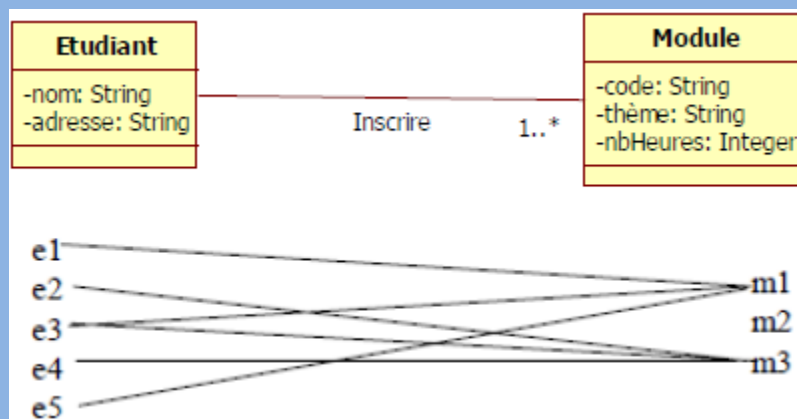 Etudiant
-nom: String
-adresse: String
Inscrire
1..*
Module
-code: String
-thème: String
-nbHeures: Integer
e1
e2
e3
e4
e5
m1
m2
m3